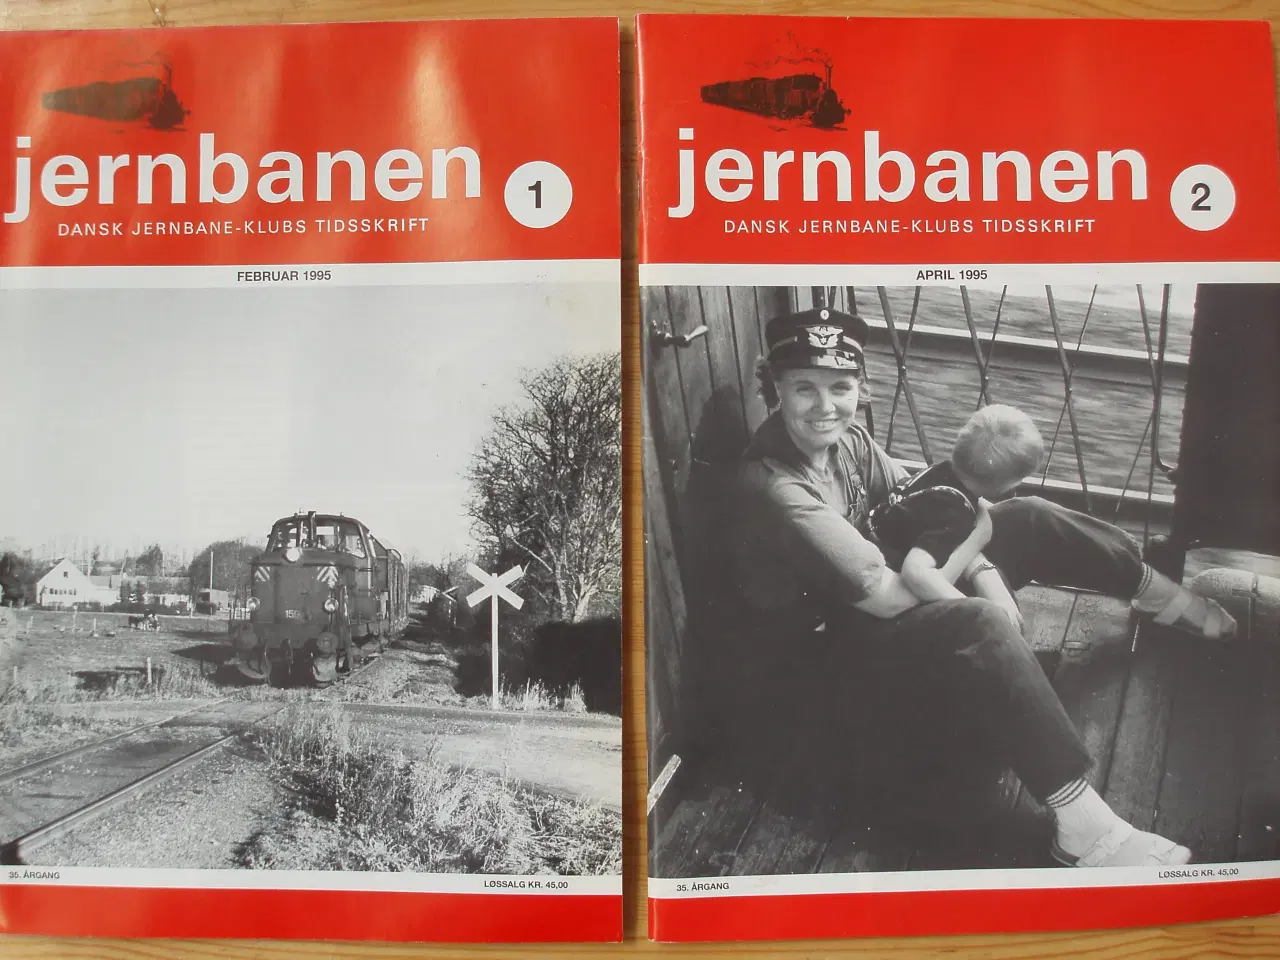 jernbanen 1
DANSK JERNBANE-KLUBS TIDSSKRIFT
FEBRUAR 1995
35. ÅRGANG
LØSSALG KR. 45,00
jernbanen 2
DANSK JERNBANE-KLUBS TIDSSKRIFT
APRIL 1995
35. ÅRGANG
LØSSALG KR. 45,00